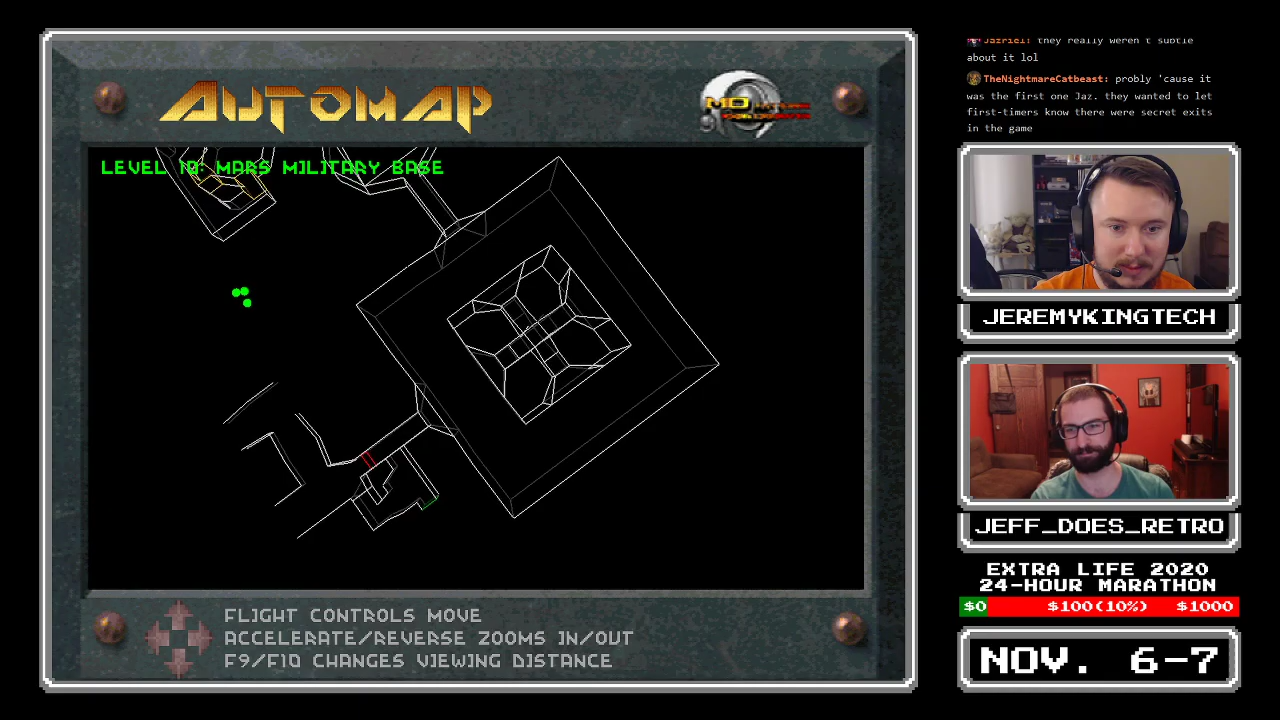 AUTOMAP
MD
LEVEL 10: MARS MILITARY BASE
FLIGHT CONTROLS MOVE
ACCELERATE/REVERSE ZOOMS IN/OUT
F9/F10 CHANGES VIEWING DISTANCE
Jazriel: they really weren't subtle
about it lol
TheNightmareCatbeast: probly 'cause it
was the first one Jaz. they wanted to let
first-timers know there were secret exits
in the game
JEREMYKINGTECH
JEFF_DOES_RETRO
EXTRA LIFE 2020
24-HOUR MARATHON
$0 $100(10%) $1000
NOV. 6-7